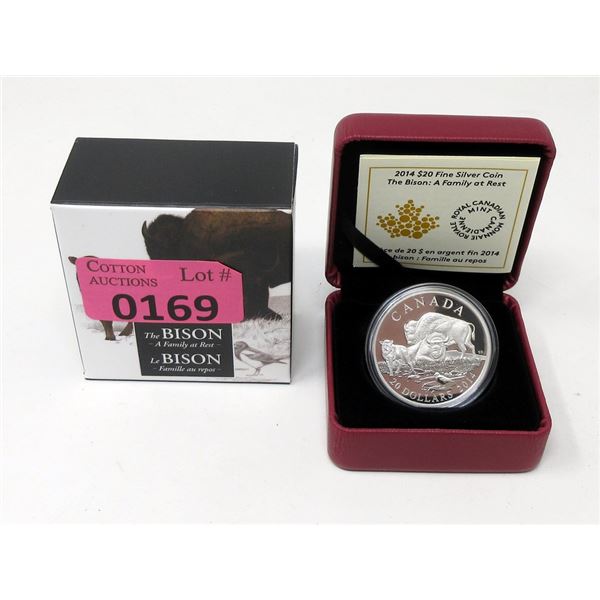 COTTON AUCTIONS
Lot #
0169
The BISON
– A Family at Rest –
Le BISON
– Famille au repos –
2014 $20 Fine Silver Coin
The Bison: A Family at Rest
ROYAL CANADIAN MINT
MONNAIE ROYALE CANADIENNE
de 20 $ en argent fin 2014
bison : Famille au repos
CANADA
20 DOLLARS 2014